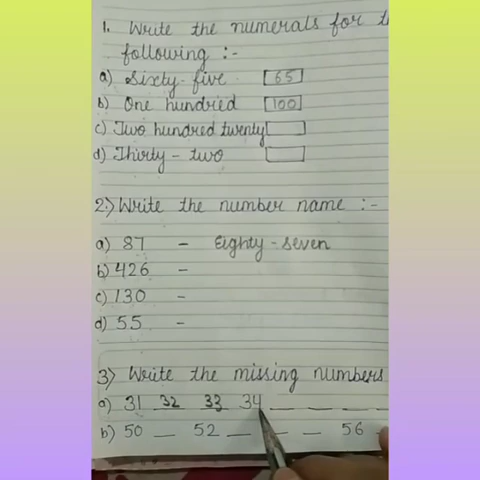 1. Write the numerals for
following :-
a) Sixty-five [65]
b) One hundred [100]
c) Two hundred twenty [ ]
d) Thirty-two [ ]
2.) Write the number name :-
a) 87 - Eighty-seven
b) 426 -
c) 130 -
d) 55 -
3) Write the missing numbers
a) 31 32 33 34 _ _ _ _
b) 50 _ 52 _ _ _ 56